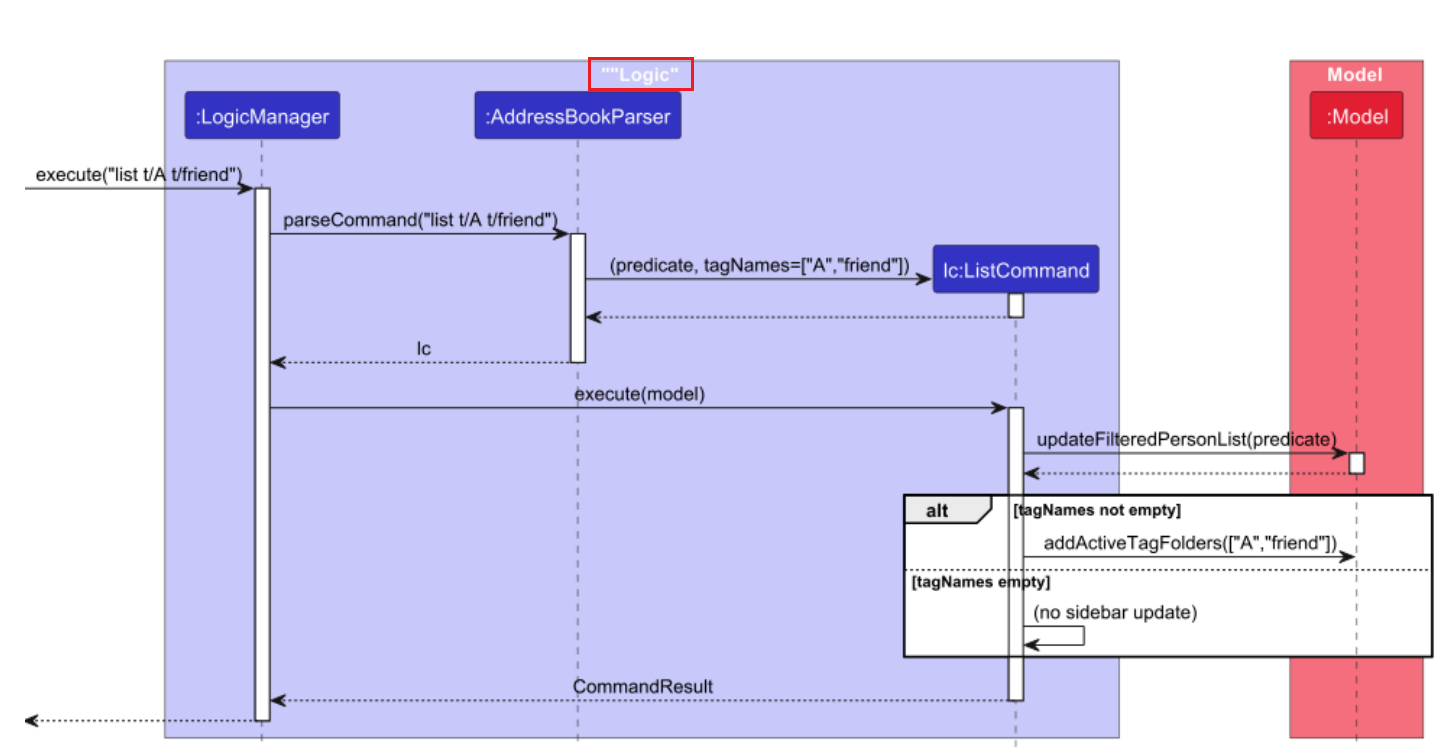 ""Logic"
Model
:LogicManager
:AddressBookParser
:Model
execute("list t/A t/friend")
parseCommand("list t/A t/friend")
(predicate, tagNames=["A","friend"])
lc:ListCommand
lc
execute(model)
updateFilteredPersonList(predicate)
alt
[tagNames not empty]
addActiveTagFolders(["A","friend"])
[tagNames empty]
(no sidebar update)
CommandResult